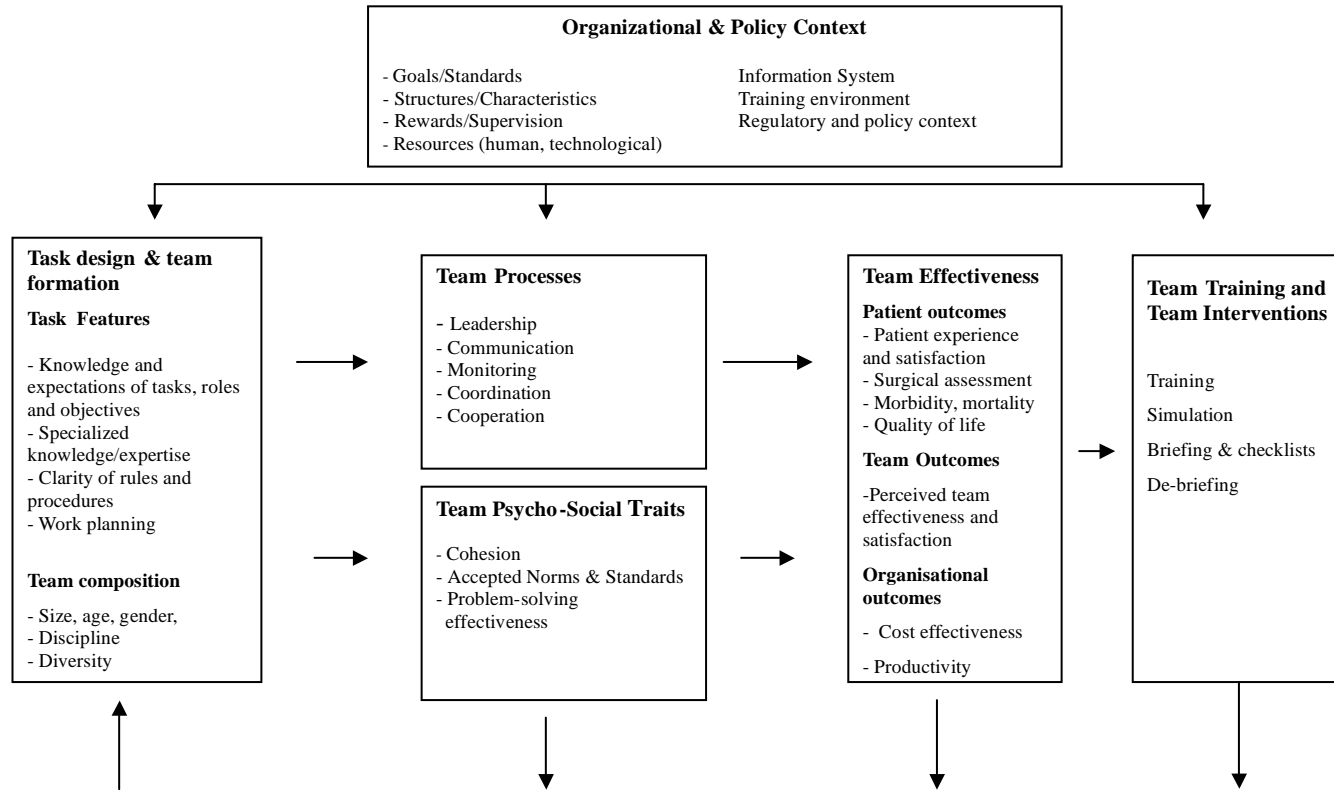 Organizational & Policy Context
- Goals/Standards
- Structures/Characteristics
- Rewards/Supervision
- Resources (human, technological)
Information System
Training environment
Regulatory and policy context
Task design & team
formation
Task Features
- Knowledge and
expectations of tasks, roles
and objectives
- Specialized
knowledge/expertise
- Clarity of rules and
procedures
- Work planning
Team composition
- Size, age, gender,
- Discipline
- Diversity
Team Processes
- Leadership
- Communication
- Monitoring
- Coordination
- Cooperation
Team Psycho-Social Traits
- Cohesion
- Accepted Norms & Standards
- Problem-solving
effectiveness
Team Effectiveness
Patient outcomes
- Patient experience
and satisfaction
- Surgical assessment
- Morbidity, mortality
- Quality of life
Team Outcomes
-Perceived team
effectiveness and
satisfaction
Organisational
outcomes
- Cost effectiveness
- Productivity
Team Training and
Team Interventions
Training
Simulation
Briefing & checklists
De-briefing